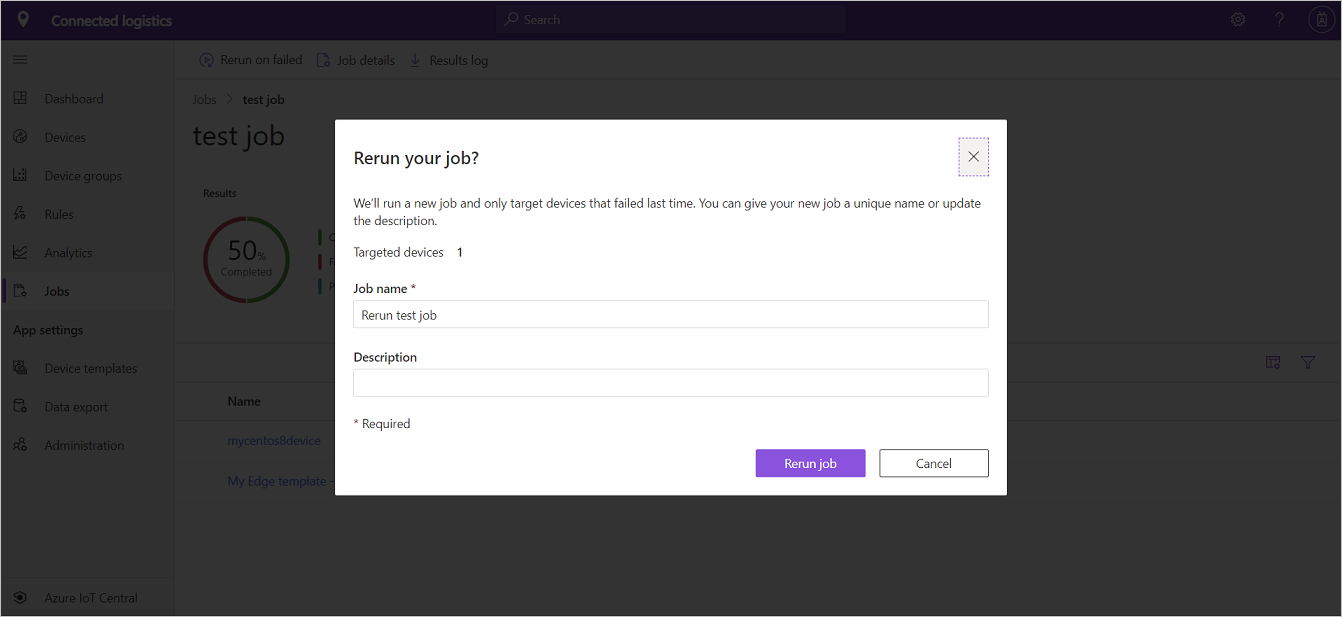 Connected logistics
Search
Rerun on failed
Job details
Results log
Jobs > test job
test job
Dashboard
Devices
Device groups
Rules
Analytics
Jobs
App settings
Device templates
Data export
Administration
Azure IoT Central
Results
50%
Completed
Name
mycentos8device
My Edge template -
Rerun your job?
We'll run a new job and only target devices that failed last time. You can give your new job a unique name or update
the description.
Targeted devices 1
Job name *
Rerun test job
Description
* Required
Rerun job
Cancel